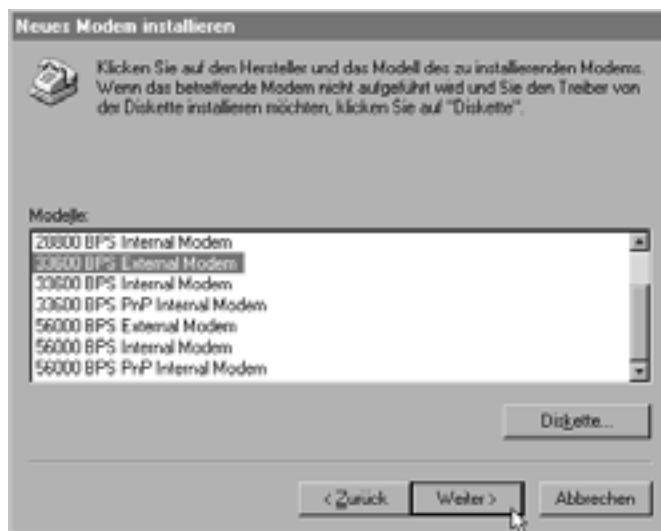 Neues Modem installieren
Klicken Sie auf den Hersteller und das Modell des zu installierenden Modems.
Wenn das betreffende Modem nicht aufgeführt wird und Sie den Treiber von
der Diskette installieren möchten, klicken Sie auf "Diskette".
Modelle:
28800 BPS Internal Modem
33600 BPS External Modem
33600 BPS Internal Modem
33600 BPS PnP Internal Modem
56000 BPS External Modem
56000 BPS Internal Modem
56000 BPS PnP Internal Modem
Diskette...
< Zurück
Weiter >
Abbrechen